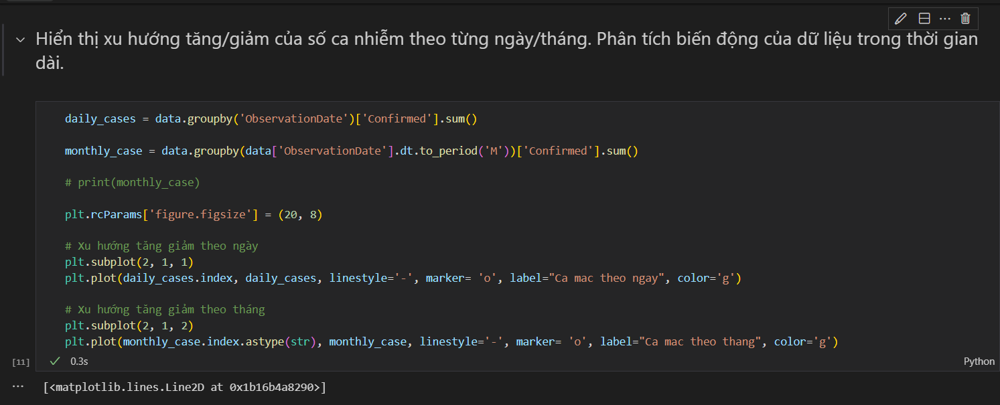 Hiển thị xu hướng tăng/giảm của số ca nhiễm theo từng ngày/tháng. Phân tích biến động của dữ liệu trong thời gian
dài.
daily_cases = data.groupby('ObservationDate')['Confirmed'].sum()
monthly_case = data.groupby(data['ObservationDate'].dt.to_period('M'))['Confirmed'].sum()
# print(monthly_case)
plt.rcParams['figure.figsize'] = (20, 8)
# Xu hướng tăng giảm theo ngày
plt.subplot(2, 1, 1)
plt.plot(daily_cases.index, daily_cases, linestyle='-', marker= 'o', label="Ca mac theo ngay", color='g')
# Xu hướng tăng giảm theo tháng
plt.subplot(2, 1, 2)
plt.plot(monthly_case.index.astype(str), monthly_case, linestyle='-', marker= 'o', label="Ca mac theo thang", color='g')
[11] 0.3s Python
[<matplotlib.lines.Line2D at 0x1b16b4a8290>]